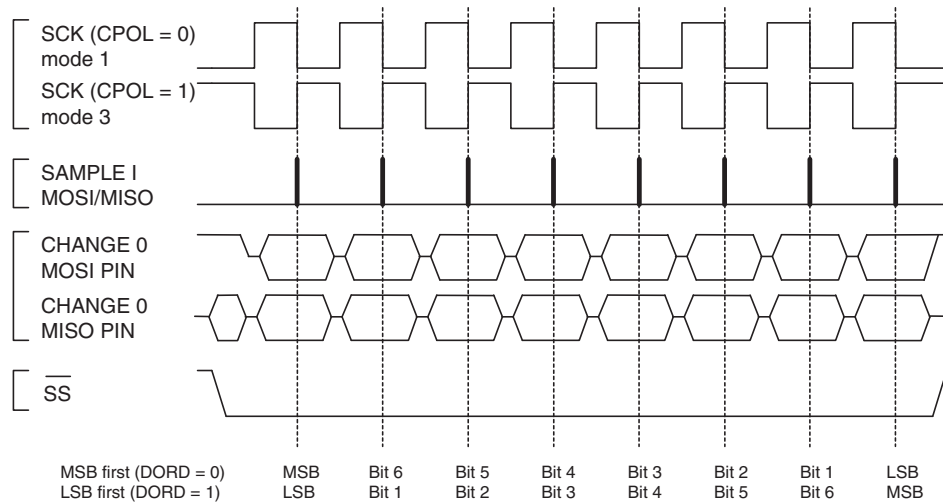 SCK (CPOL = 0)
mode 1
SCK (CPOL = 1)
mode 3
SAMPLE I
MOSI/MISO
CHANGE 0
MOSI PIN
CHANGE 0
MISO PIN
SS
MSB first (DORD = 0) MSB Bit 6 Bit 5 Bit 4 Bit 3 Bit 2 Bit 1 LSB
LSB first (DORD = 1) LSB Bit 1 Bit 2 Bit 3 Bit 4 Bit 5 Bit 6 MSB